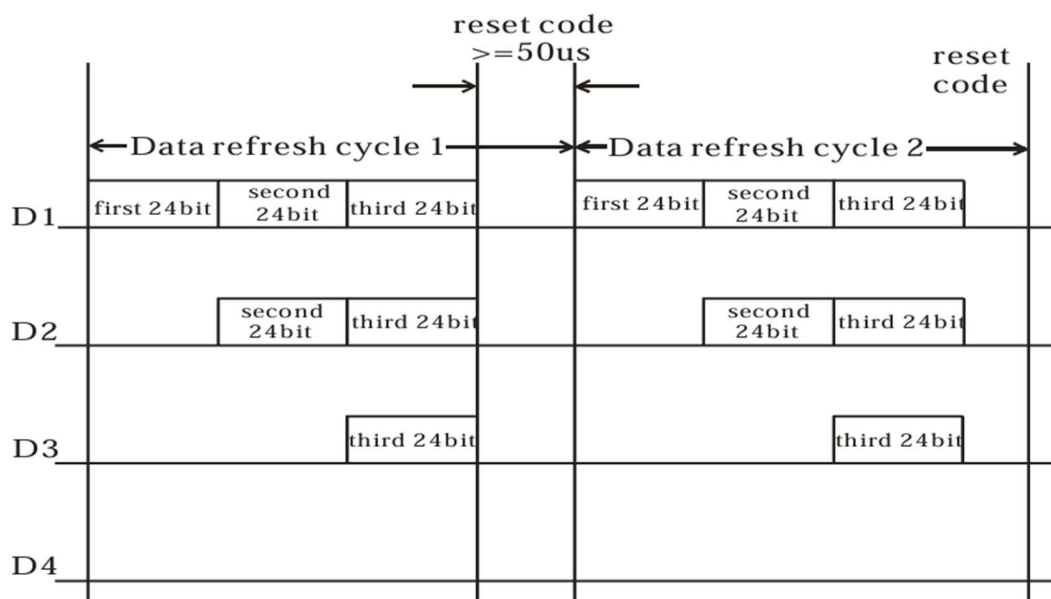 reset code
>=50us
reset
code
Data refresh cycle 1
Data refresh cycle 2
D1
first 24bit
second
24bit
third 24bit
first 24bit
second
24bit
third 24bit
D2
second
24bit
third 24bit
second
24bit
third 24bit
D3
third 24bit
third 24bit
D4